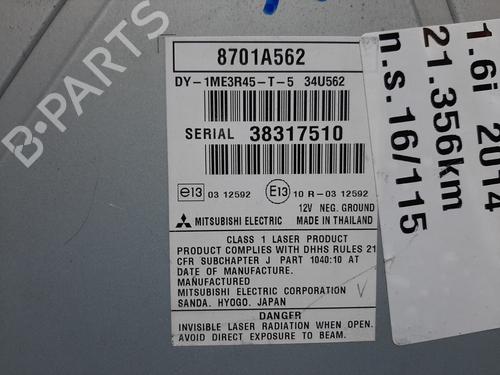 8701A562
DY-1ME3R45-T-5 34U562
SERIAL 38317510
e13 03 12592 E13 10 R-03 12592
12V NEG. GROUND
MITSUBISHI ELECTRIC MADE IN THAILAND
CLASS 1 LASER PRODUCT
PRODUCT COMPLIES WITH DHHS RULES 21
CFR SUBCHAPTER J PART 1040:10 AT
DATE OF MANUFACTURE.
MANUFACTURED
MITSUBISHI ELECTRIC CORPORATION
SANDA, HYOGO, JAPAN
V
DANGER
INVISIBLE LASER RADIATION WHEN OPEN.
AVOID DIRECT EXPOSURE TO BEAM.
1.6i 2014
21.356km
n.s.16/115